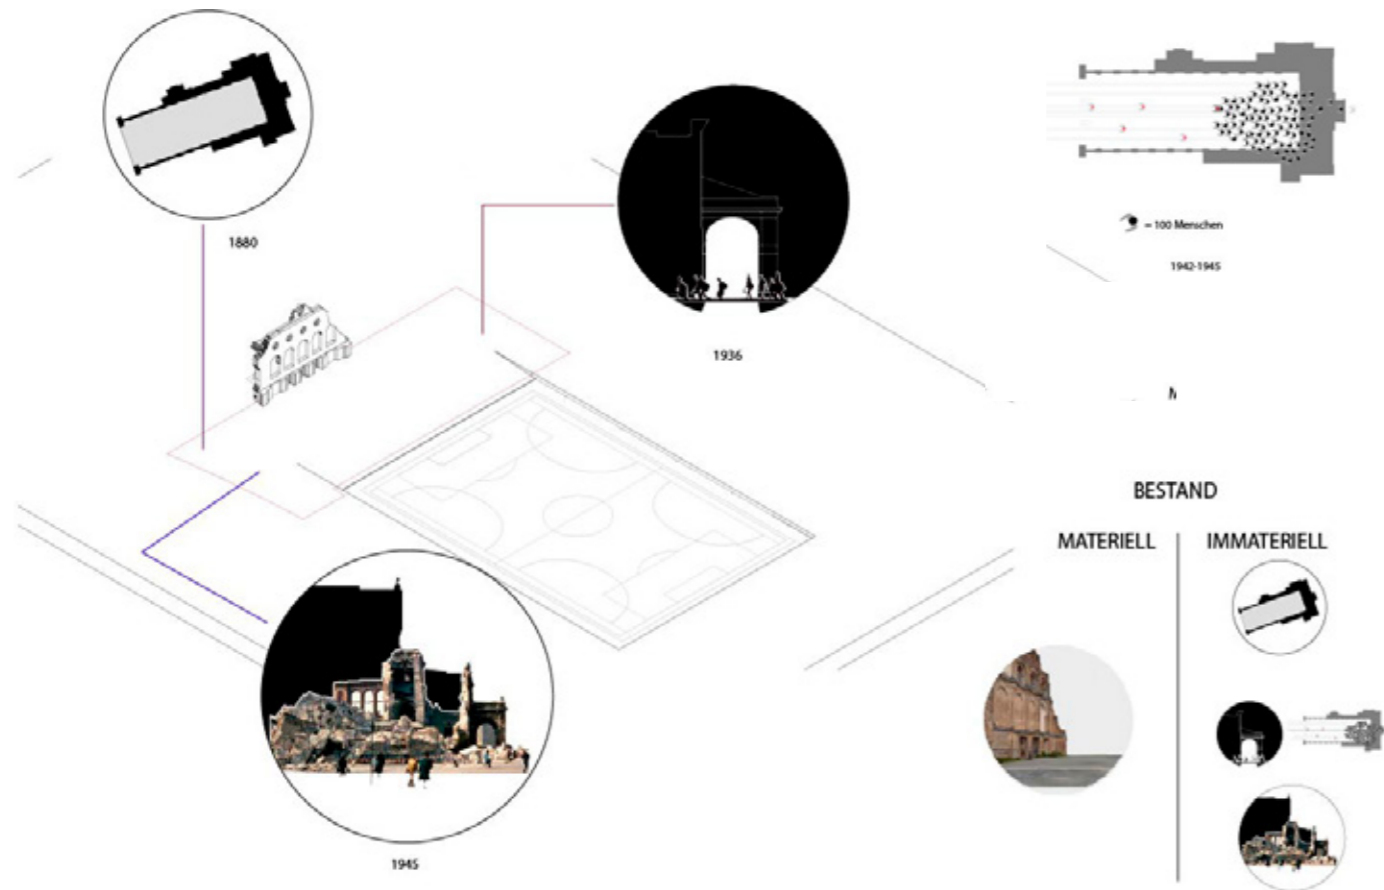 1880
1936
= 100 Menschen
1942-1945
1945
BESTAND
MATERIELL
IMMATERIELL